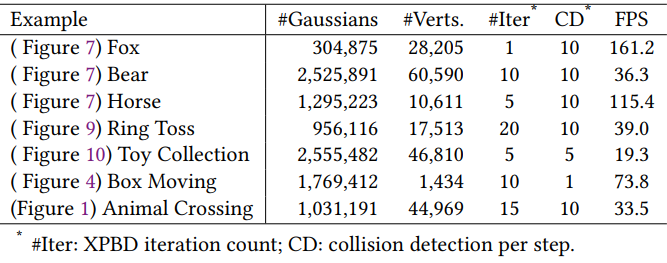 Example #Gaussians #Verts. #Iter* CD* FPS
( Figure 7) Fox 304,875 28,205 1 10 161.2
( Figure 7) Bear 2,525,891 60,590 10 10 36.3
( Figure 7) Horse 1,295,223 10,611 5 10 115.4
( Figure 9) Ring Toss 956,116 17,513 20 10 39.0
( Figure 10) Toy Collection 2,555,482 46,810 5 5 19.3
( Figure 4) Box Moving 1,769,412 1,434 10 1 73.8
(Figure 1) Animal Crossing 1,031,191 44,969 15 10 33.5
* #Iter: XPBD iteration count; CD: collision detection per step.